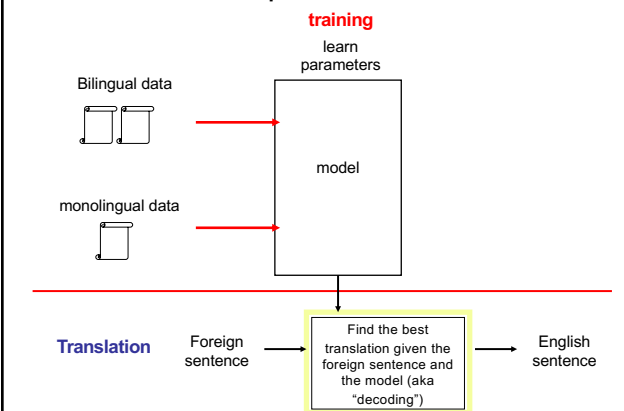 training
learn
parameters
Bilingual data
model
monolingual data
Translation
Foreign
sentence
Find the best
translation given the
foreign sentence and
the model (aka
“decoding”)
English
sentence